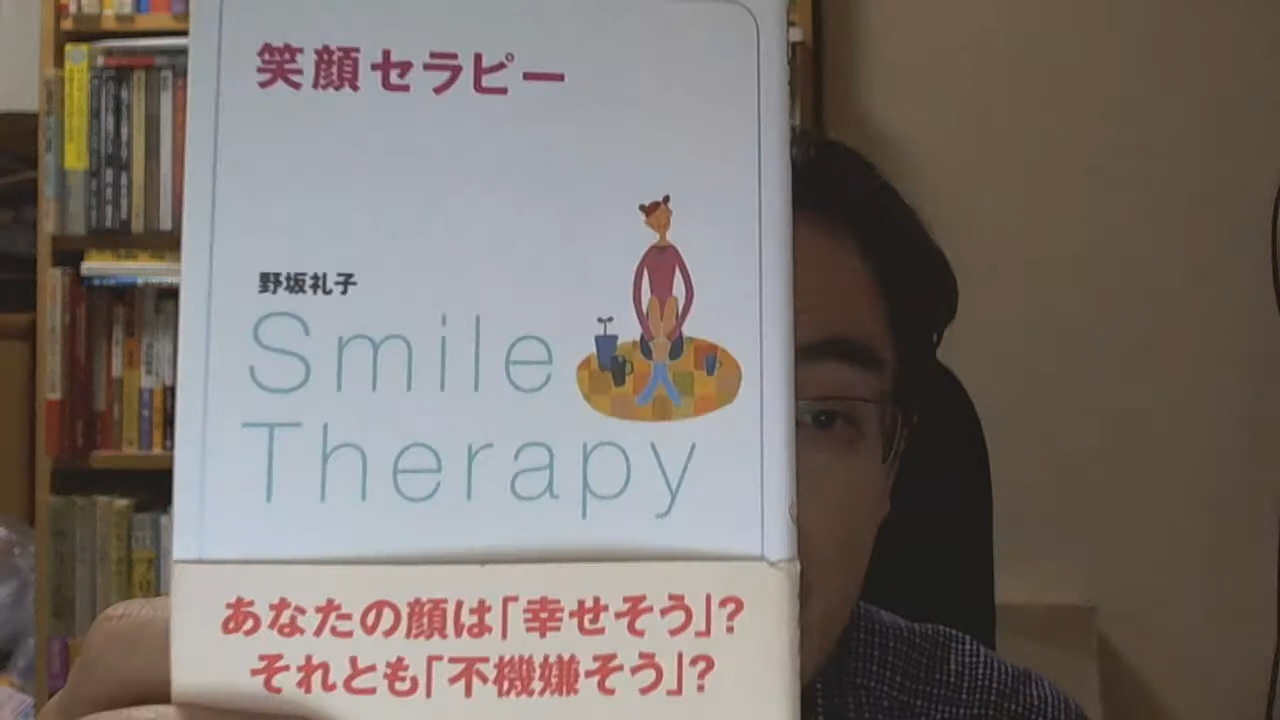 笑顔セラピー
野坂礼子
Smile
Therapy
あなたの顔は「幸せそう」?
それとも「不機嫌そう」?